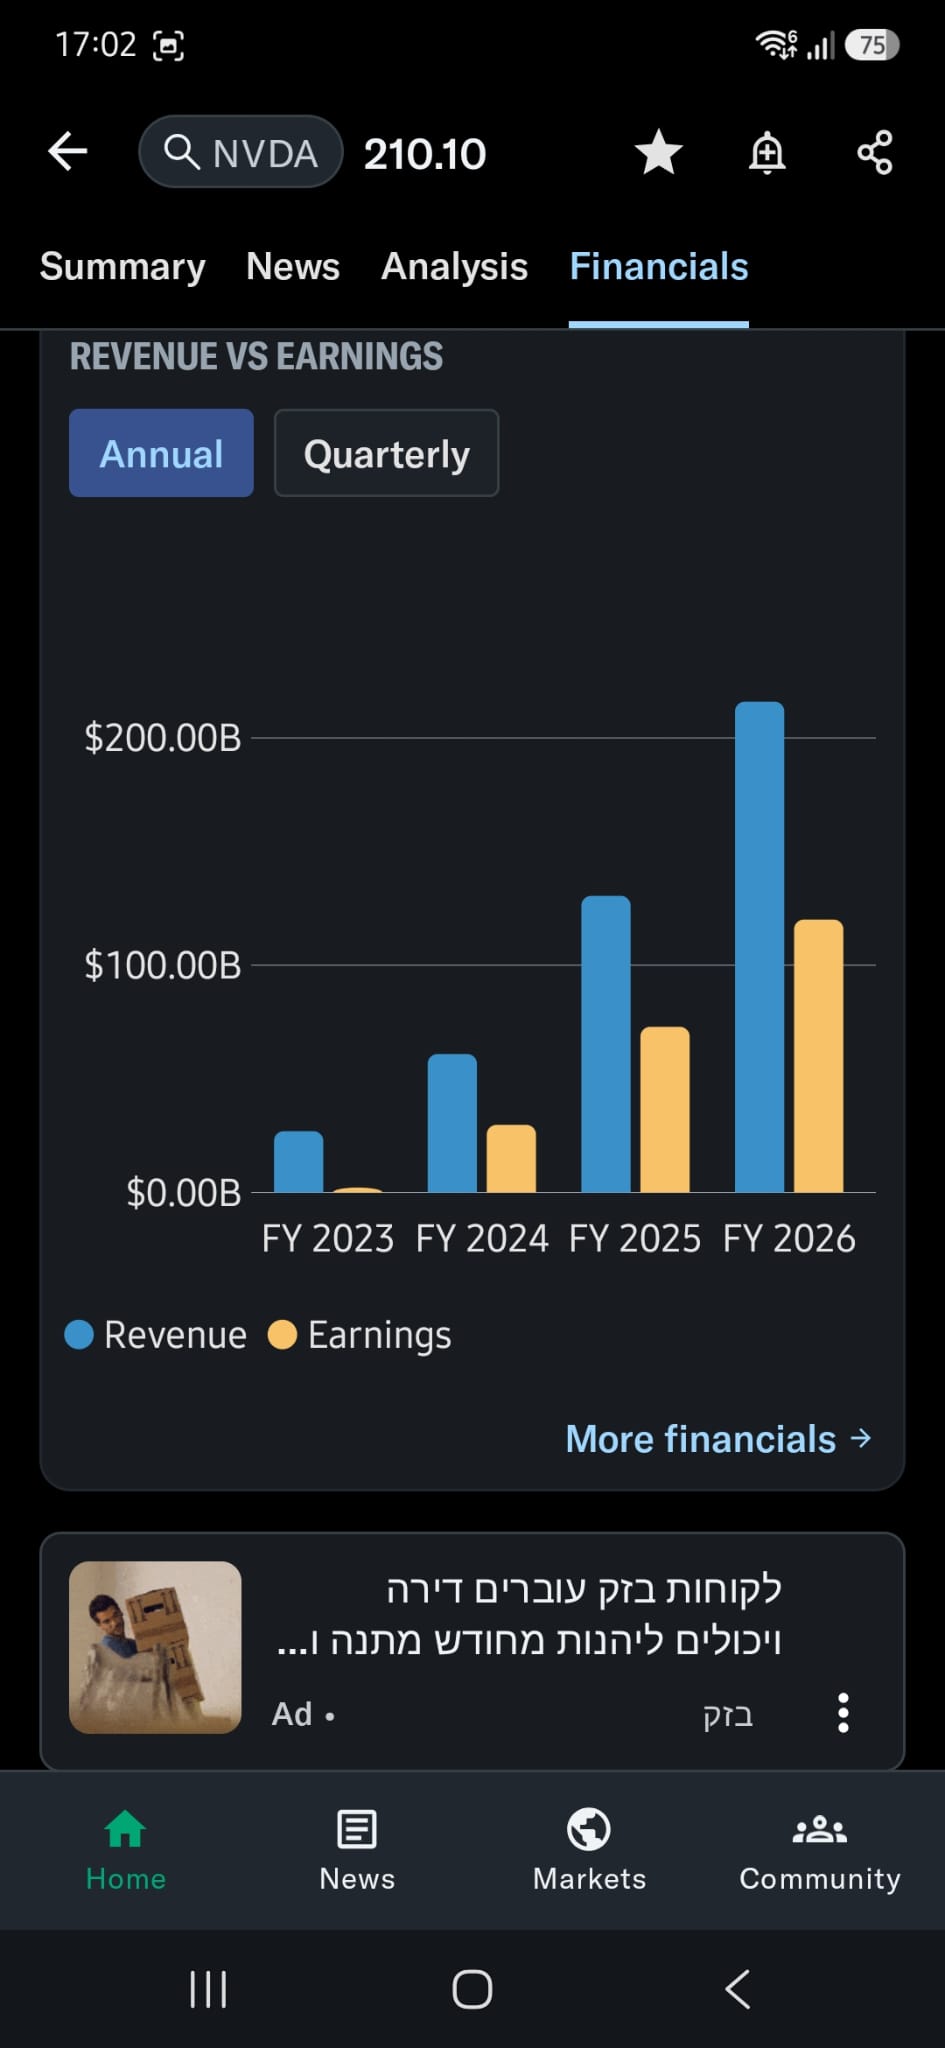 17:02
6
75
NVDA 210.10
Summary News Analysis Financials
REVENUE VS EARNINGS
Annual Quarterly
$200.00B
$100.00B
$0.00B
FY 2023 FY 2024 FY 2025 FY 2026
Revenue Earnings
More financials
לקוחות בזק עוברים דירה
ויכולים ליהנות מחודש מתנה ו...
Ad • בזק
Home News Markets Community